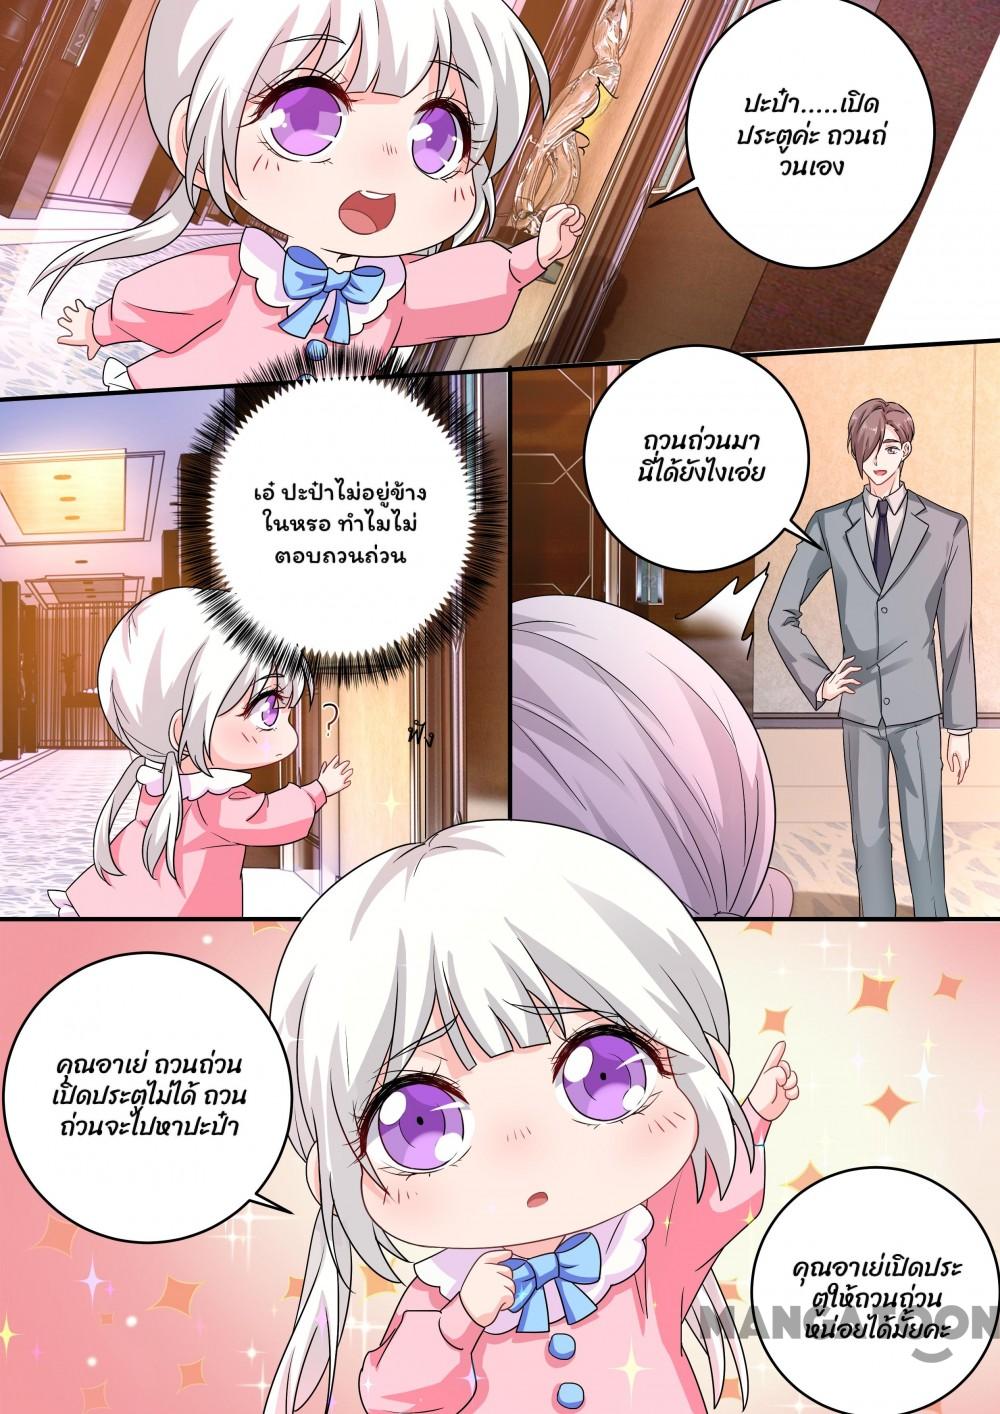 ปะป๋า.....เปิด
ประตูค่ะ ถวนถ่
วนเอง
ถวนถ่วนมา
นี่ได้ยังไงเอ่ย
เอ๋ ปะป๋าไม่อยู่ข้าง
ในหรอ ทำไมไม่
ตอบถวนถ่วน
?
ฟัง
คุณอาเย่ ถวนถ่วน
เปิดประตูไม่ได้ ถวน
ถ่วนจะไปหาปะป๋า
คุณอาเย่เปิดประ
ตูให้ถวนถ่วน
หน่อยได้มั้ยคะ
MANGATOON